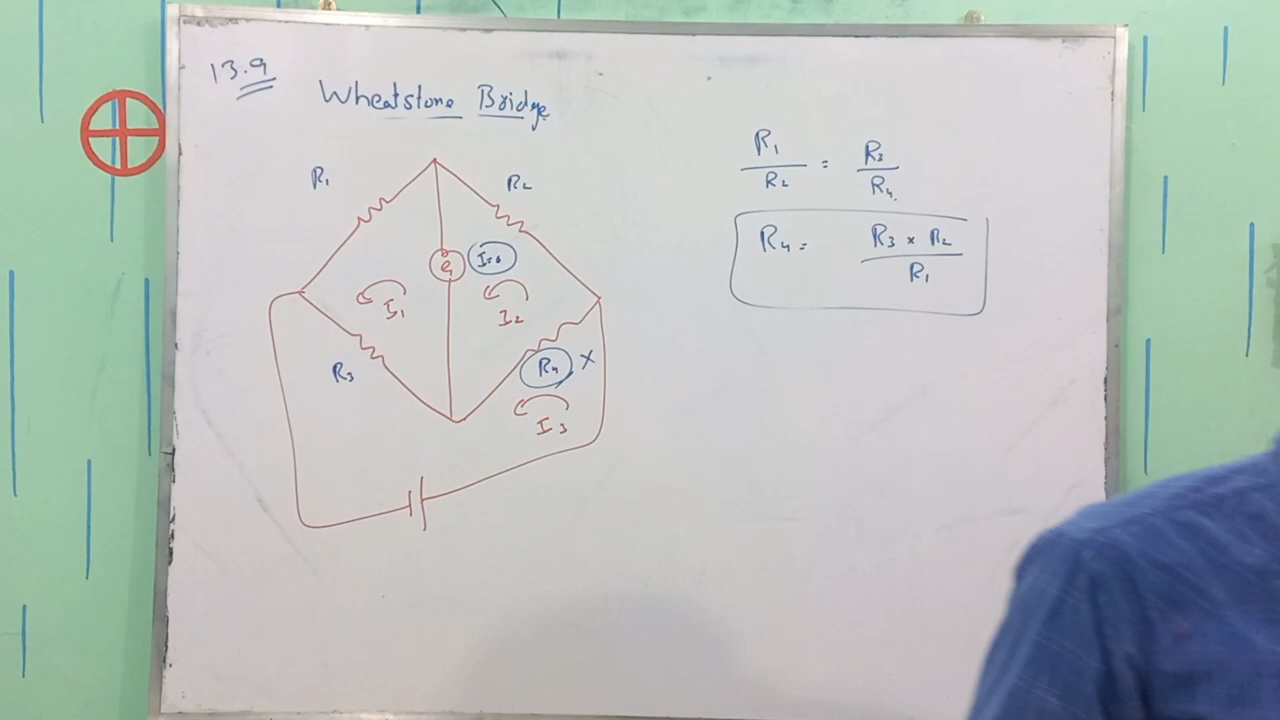 13.9
Wheatstone Bridge
R₁
R₂
G
I=0
I₁
I₂
R₃
R₄ x
I₃
R₁ / R₂ = R₃ / R₄
R₄ = R₃ × R₂ / R₁